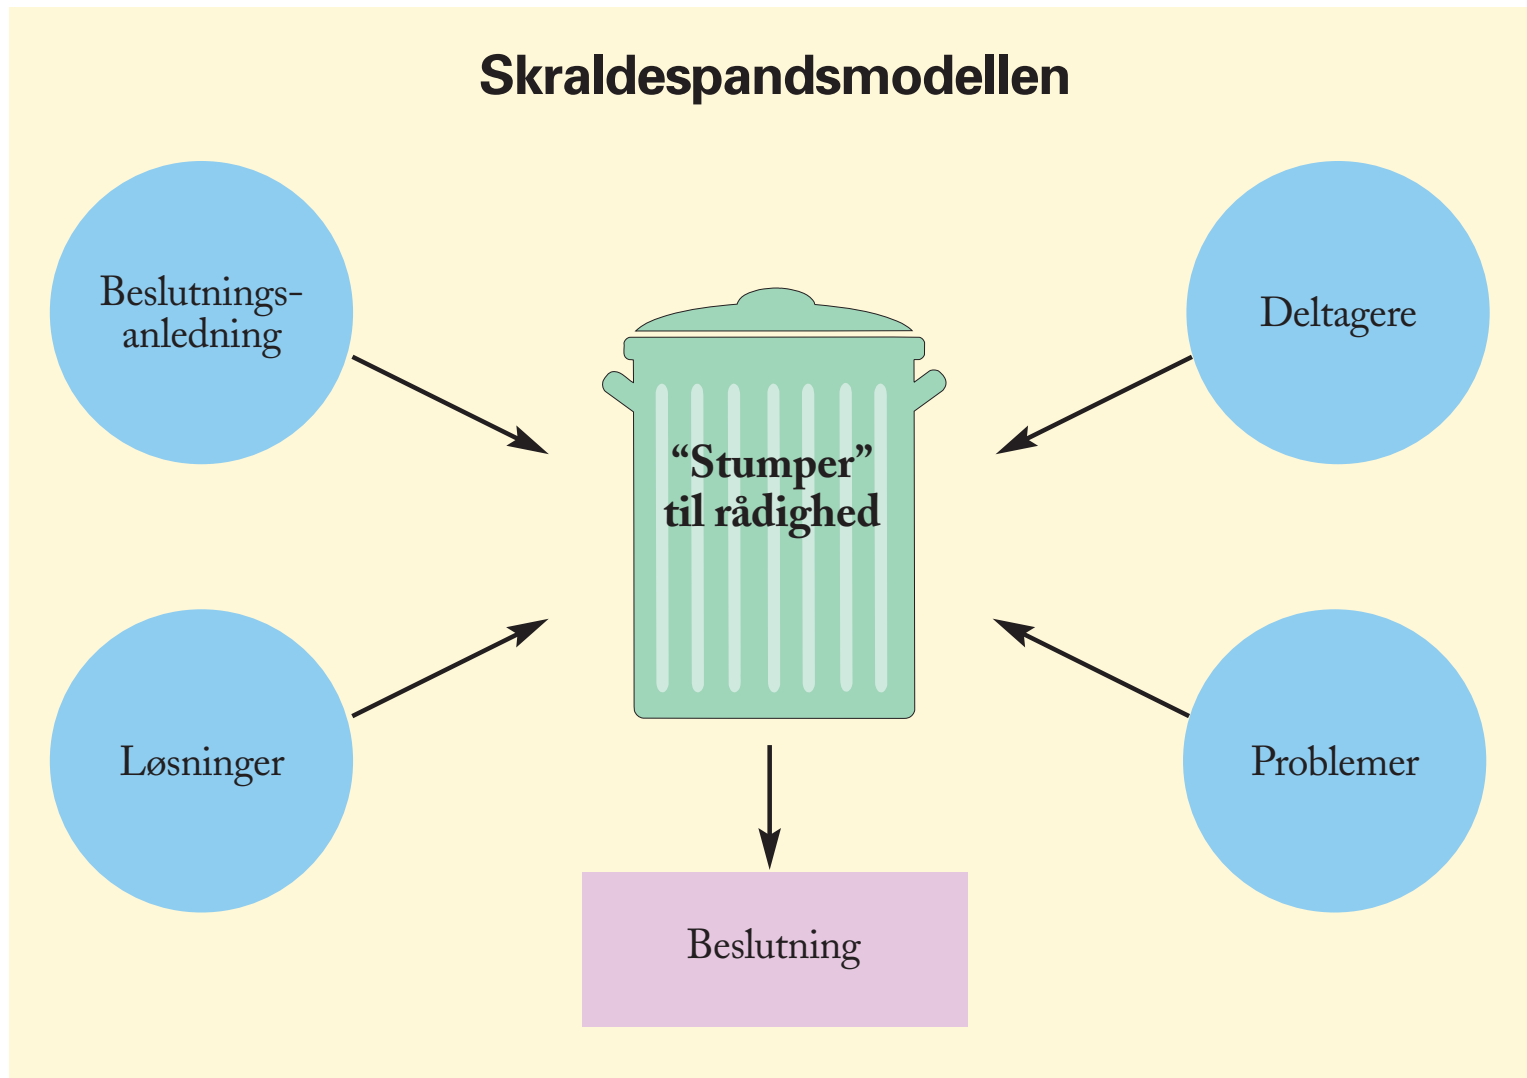 Skraldespandsmodellen
Beslutnings-
anledning
Deltagere
“Stumper”
til rådighed
Løsninger
Problemer
Beslutning